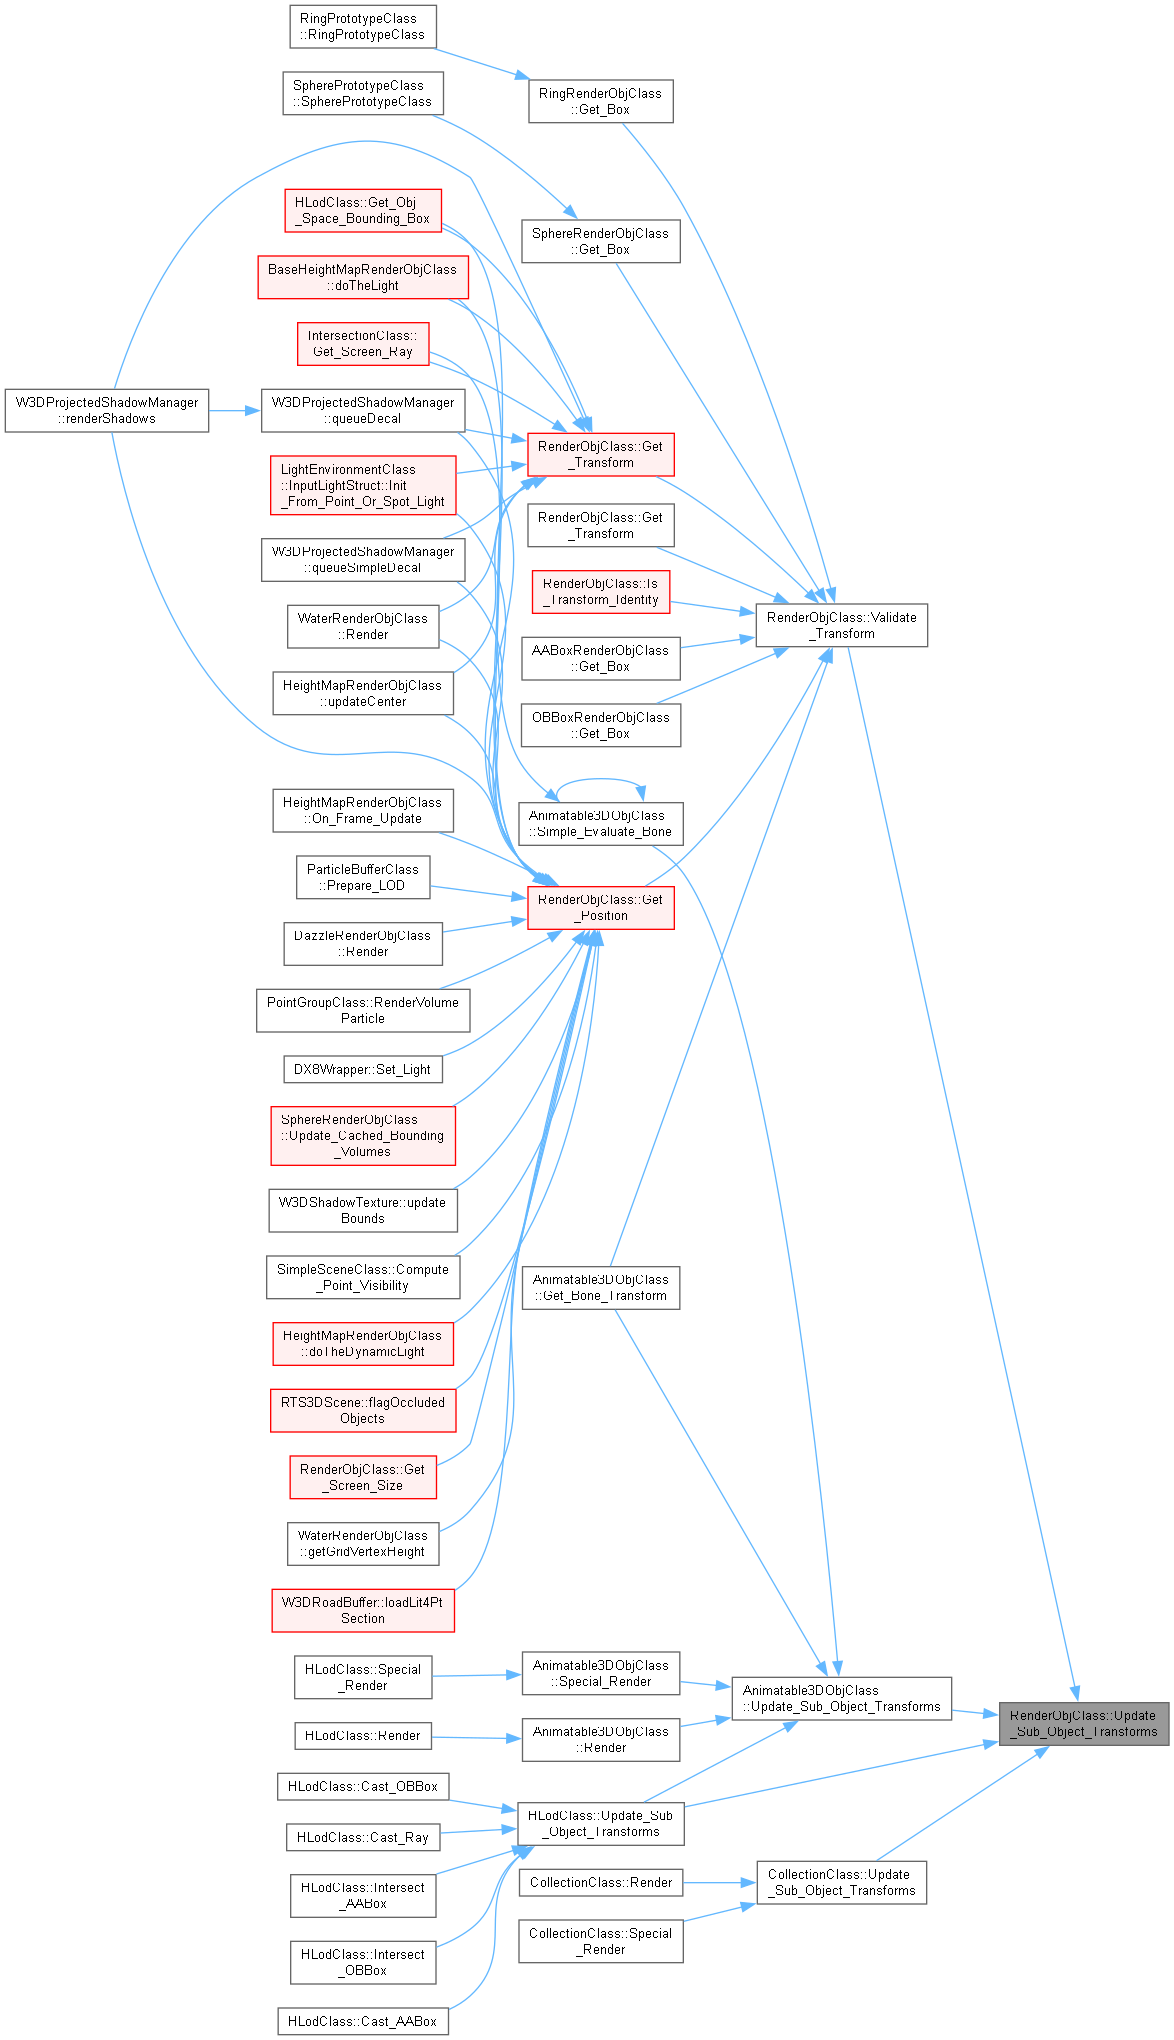 RingPrototypeClass
::RingPrototypeClass
SpherePrototypeClass
::SpherePrototypeClass
RingRenderObjClass
::Get_Box
HLodClass::Get_Obj
_Space_Bounding_Box
SphereRenderObjClass
::Get_Box
BaseHeightMapRenderObjClass
::doTheLight
IntersectionClass::
Get_Screen_Ray
W3DProjectedShadowManager
::renderShadows
W3DProjectedShadowManager
::queueDecal
RenderObjClass::Get
_Transform
LightEnvironmentClass
::InputLightStruct::Init
_From_Point_Or_Spot_Light
RenderObjClass::Get
_Transform
W3DProjectedShadowManager
::queueSimpleDecal
RenderObjClass::Is
_Transform_Identity
WaterRenderObjClass
::Render
RenderObjClass::Validate
_Transform
AABoxRenderObjClass
::Get_Box
HeightMapRenderObjClass
::updateCenter
OBBoxRenderObjClass
::Get_Box
HeightMapRenderObjClass
::On_Frame_Update
Animatable3DObjClass
::Simple_Evaluate_Bone
ParticleBufferClass
::Prepare_LOD
RenderObjClass::Get
_Position
DazzleRenderObjClass
::Render
PointGroupClass::RenderVolume
Particle
DX8Wrapper::Set_Light
SphereRenderObjClass
::Update_Cached_Bounding
_Volumes
W3DShadowTexture::update
Bounds
SimpleSceneClass::Compute
_Point_Visibility
Animatable3DObjClass
::Get_Bone_Transform
HeightMapRenderObjClass
::doTheDynamicLight
RTS3DScene::flagOccluded
Objects
RenderObjClass::Get
_Screen_Size
WaterRenderObjClass
::getGridVertexHeight
W3DRoadBuffer::loadLit4Pt
Section
HLodClass::Special
_Render
Animatable3DObjClass
::Special_Render
Animatable3DObjClass
::Update_Sub_Object_Transforms
RenderObjClass::Update
_Sub_Object_Transforms
HLodClass::Render
Animatable3DObjClass
::Render
HLodClass::Cast_OBBox
HLodClass::Update_Sub
_Object_Transforms
HLodClass::Cast_Ray
HLodClass::Intersect
_AABox
CollectionClass::Render
CollectionClass::Update
_Sub_Object_Transforms
CollectionClass::Special
_Render
HLodClass::Intersect
_OBBox
HLodClass::Cast_AABox